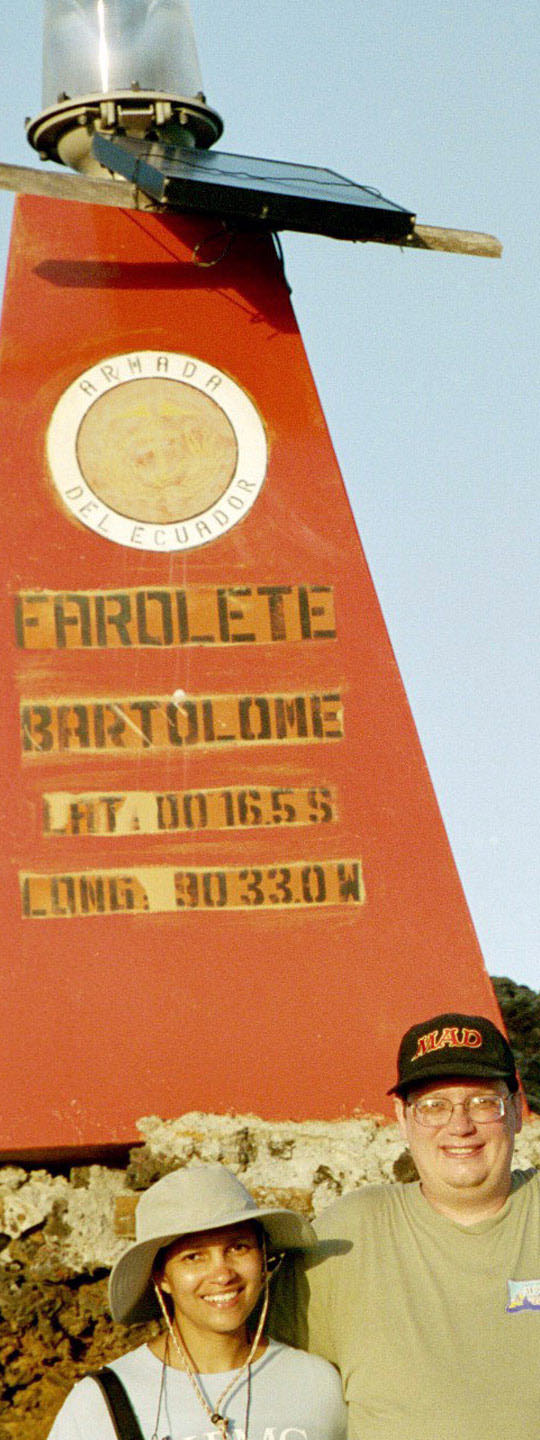 ARMADA
DEL ECUADOR
FAROLETE
BARTOLOME
LAT. 00 16.5 S
LONG. 90 33.0 W
MAD